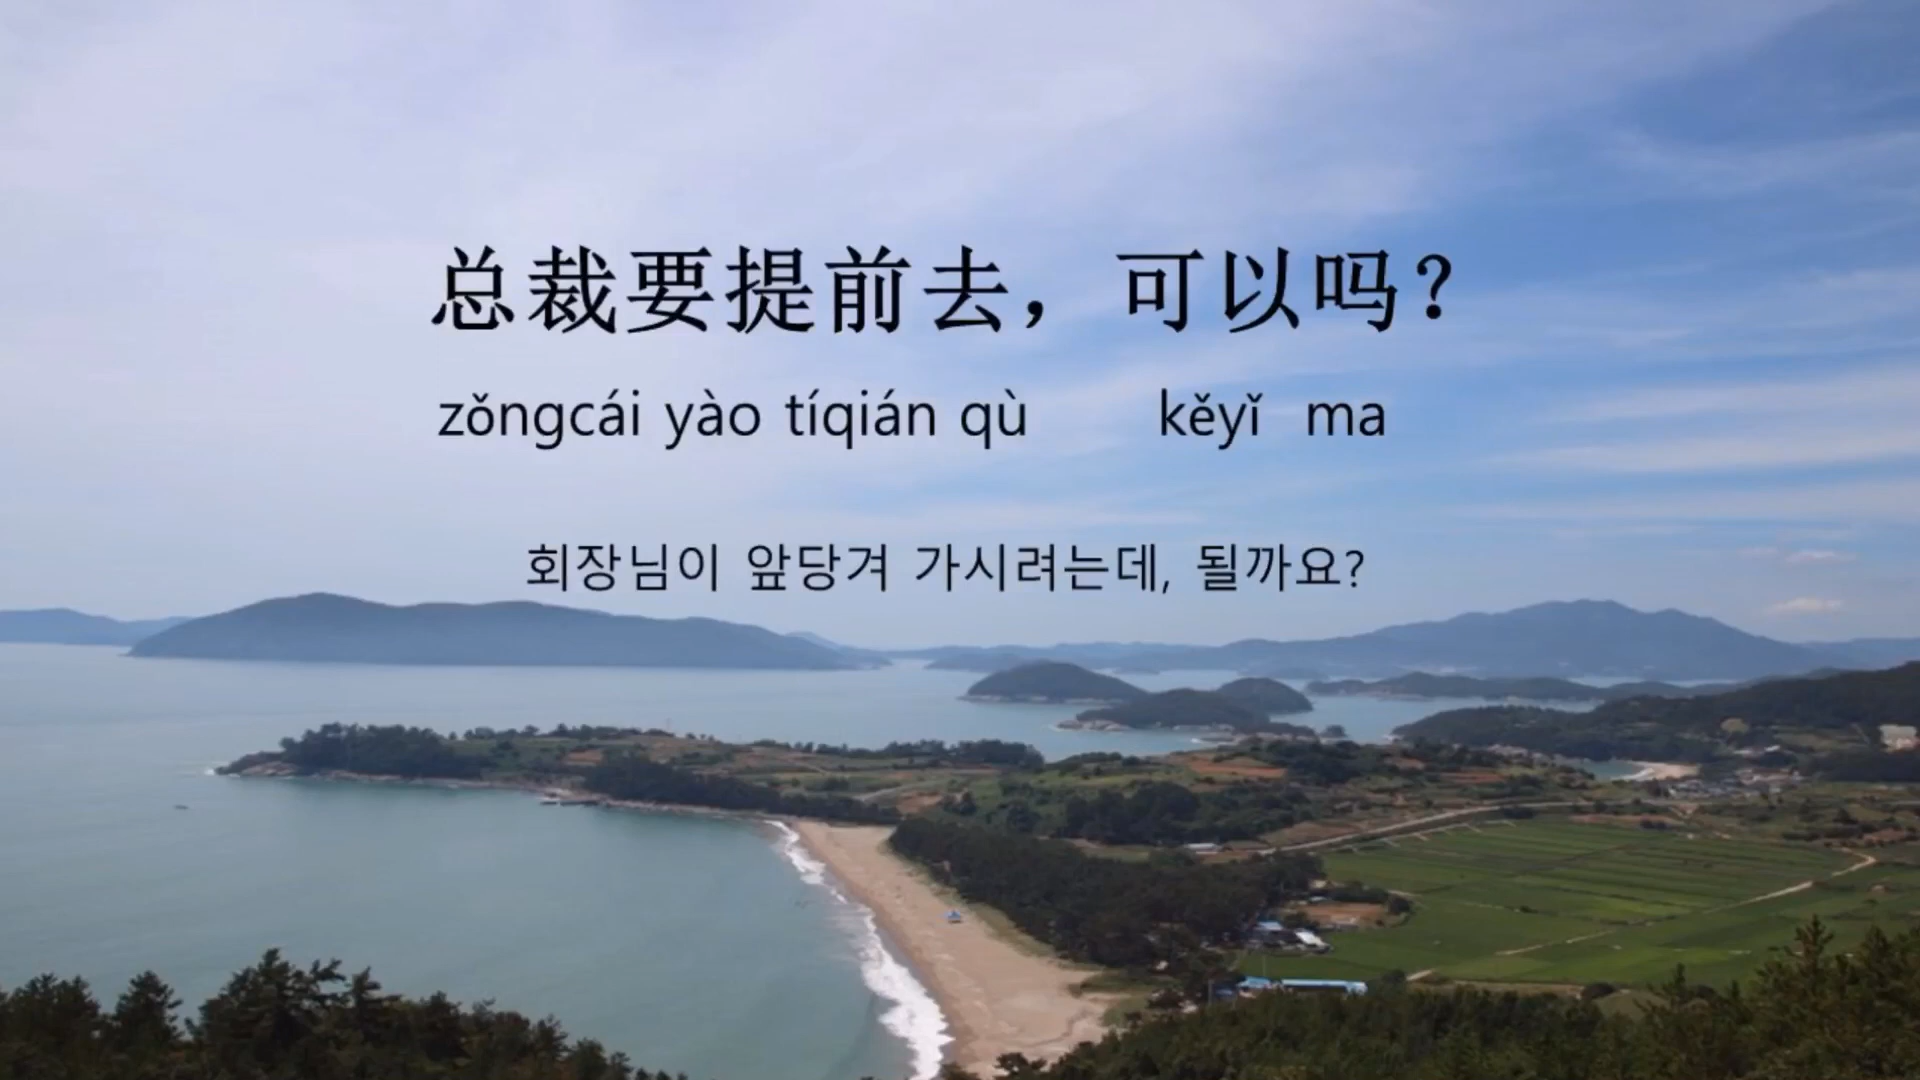 总裁要提前去，可以吗？
zǒngcái yào tíqián qù kěyǐ ma
회장님이 앞당겨 가시려는데, 될까요?